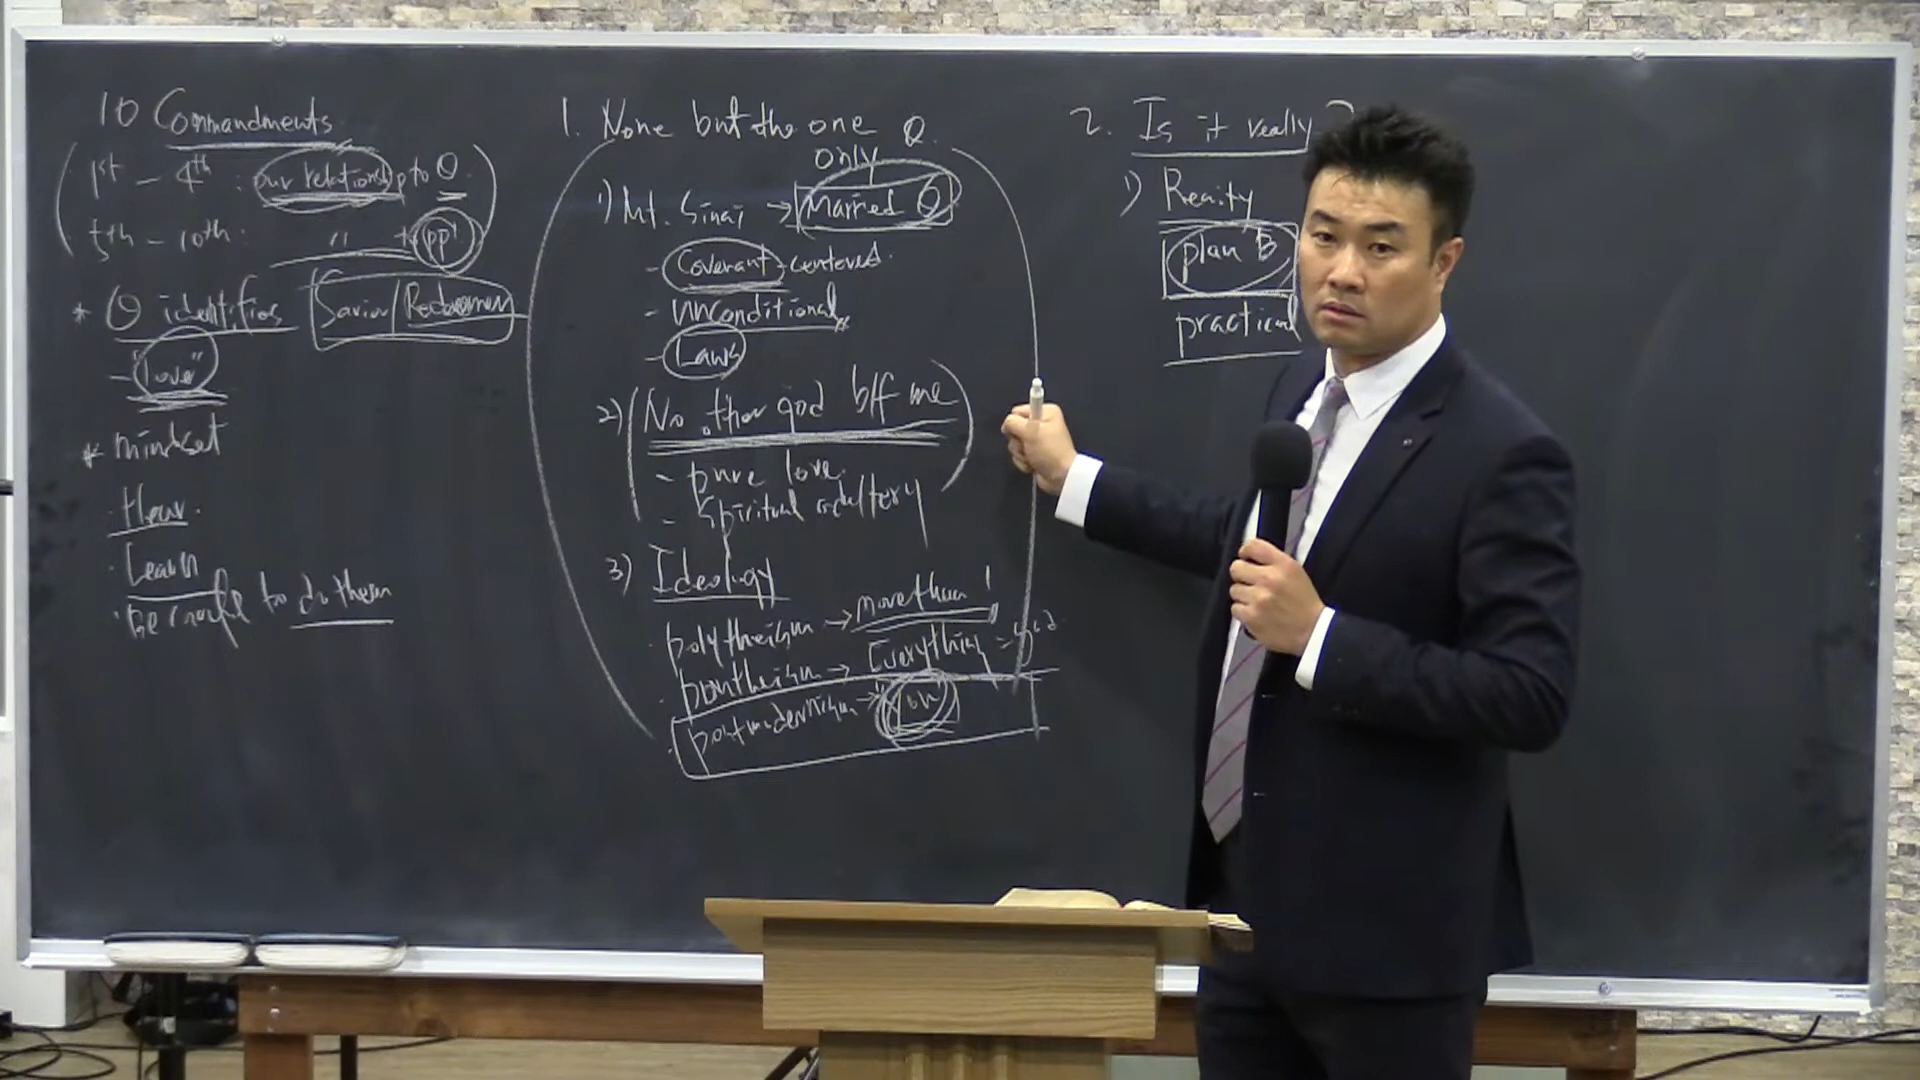 10 Commandments
1st - 4th : our relationship to Θ
5th - 10th : " to ppl
* Θ identifies Savior/Redeemer
- "love"
* mindset
· Hear.
· Learn
· Be careful to do them
1. None but the one Θ.
only
1) Mt. Sinai → Married Θ
- Covenant-centered.
- unconditional
- Laws
2) No other god b/f me
- pure love.
- Spiritual adultery
3) Ideology
· polytheism → more than 1
· pantheism → Everything = god.
· postmodernism → "You"
2. Is it really?
1) Reaity
plan B
practical